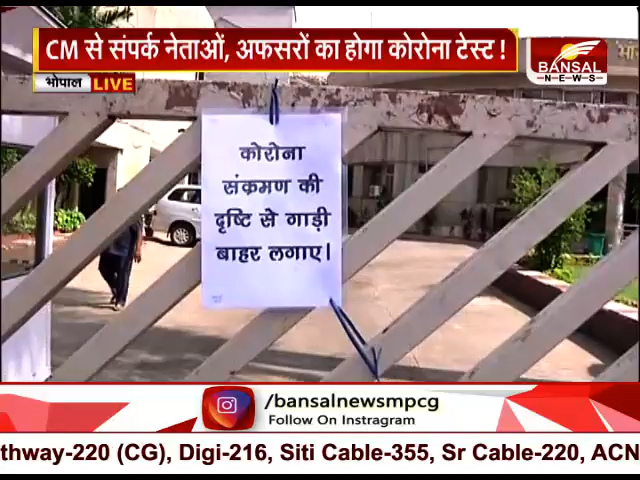 CM से संपर्क नेताओं, अफसरों का होगा कोरोना टेस्ट !
BANSAL
NEWS
भोपाल LIVE
कोरोना
संक्रमण की
दृष्टि से गाड़ी
बाहर लगाए।
/bansalnewsmpcg
Follow On Instagram
thway-220 (CG), Digi-216, Siti Cable-355, Sr Cable-220, ACN